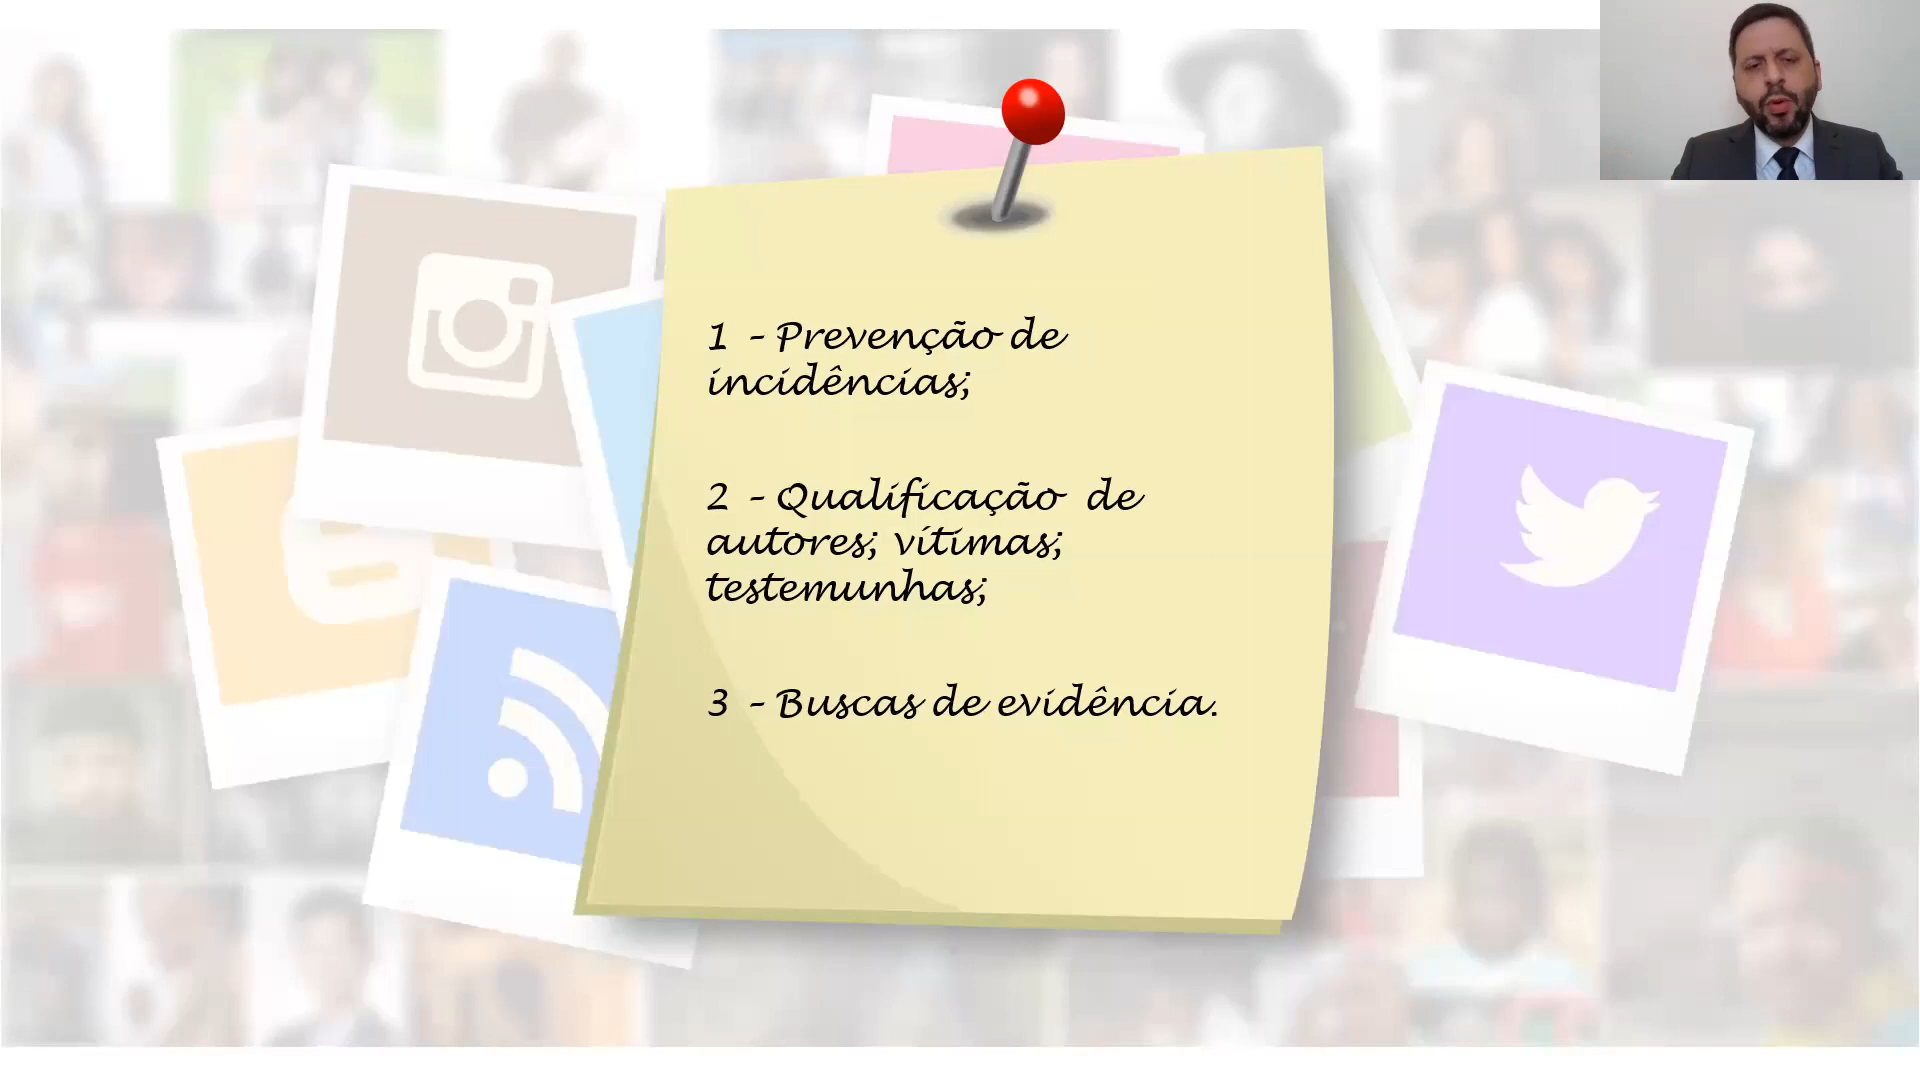 1 – Prevenção de
incidências;
2 – Qualificação de
autores; vítimas;
testemunhas;
3 – Buscas de evidência.